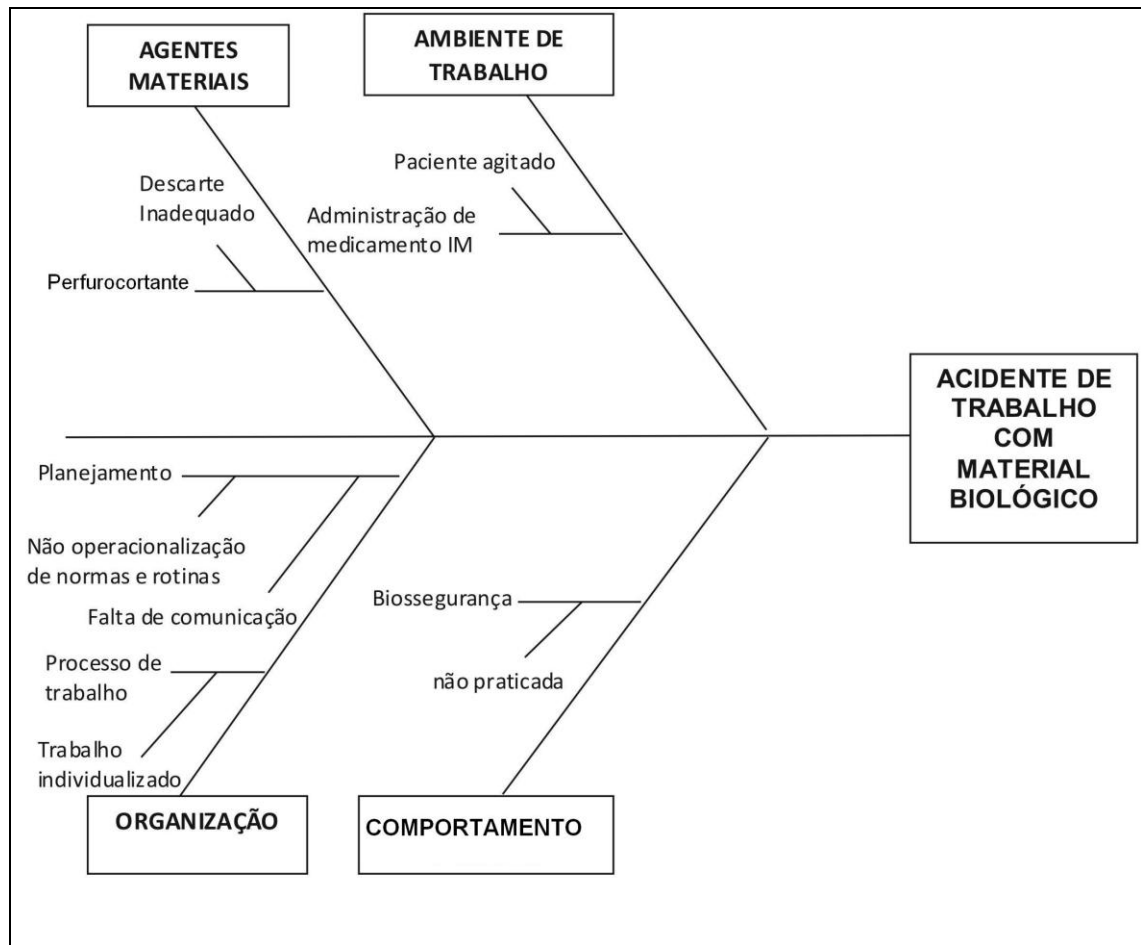 AGENTES
MATERIAIS
AMBIENTE DE
TRABALHO
Descarte
Inadequado
Perfurocortante
Paciente agitado
Administração de
medicamento IM
ACIDENTE DE
TRABALHO
COM
MATERIAL
BIOLÓGICO
Planejamento
Não operacionalização
de normas e rotinas
Falta de comunicação
Processo de
trabalho
Trabalho
individualizado
Biossegurança
não praticada
ORGANIZAÇÃO
COMPORTAMENTO